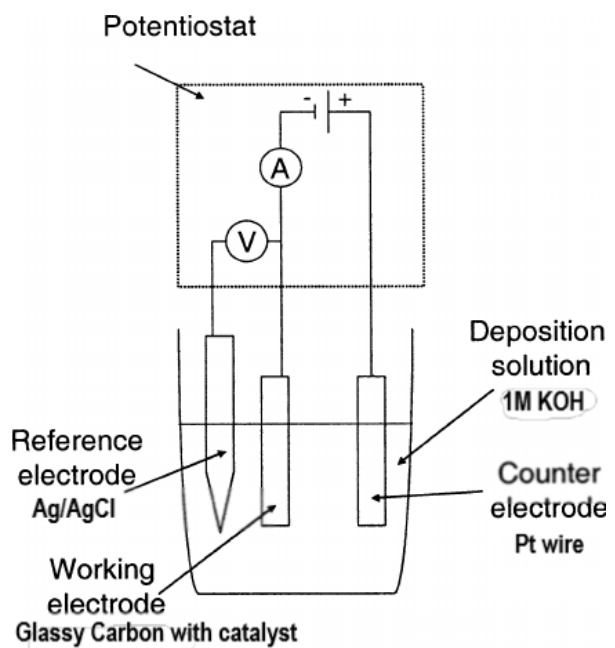 Potentiostat
- +
A
V
Deposition
solution
1M KOH
Reference
electrode
Ag/AgCl
Counter
electrode
Pt wire
Working
electrode
Glassy Carbon with catalyst